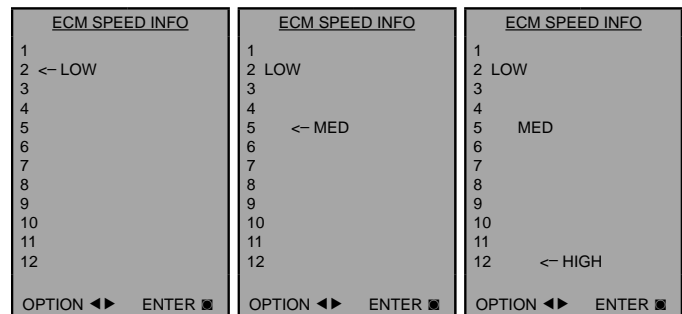 ECM SPEED INFO
1
2 <– LOW
3
4
5
6
7
8
9
10
11
12
OPTION ◀▶ ENTER ◙
ECM SPEED INFO
1
2 LOW
3
4
5 <– MED
6
7
8
9
10
11
12
OPTION ◀▶ ENTER ◙
ECM SPEED INFO
1
2 LOW
3
4
5 MED
6
7
8
9
10
11
12 <– HIGH
OPTION ◀▶ ENTER ◙